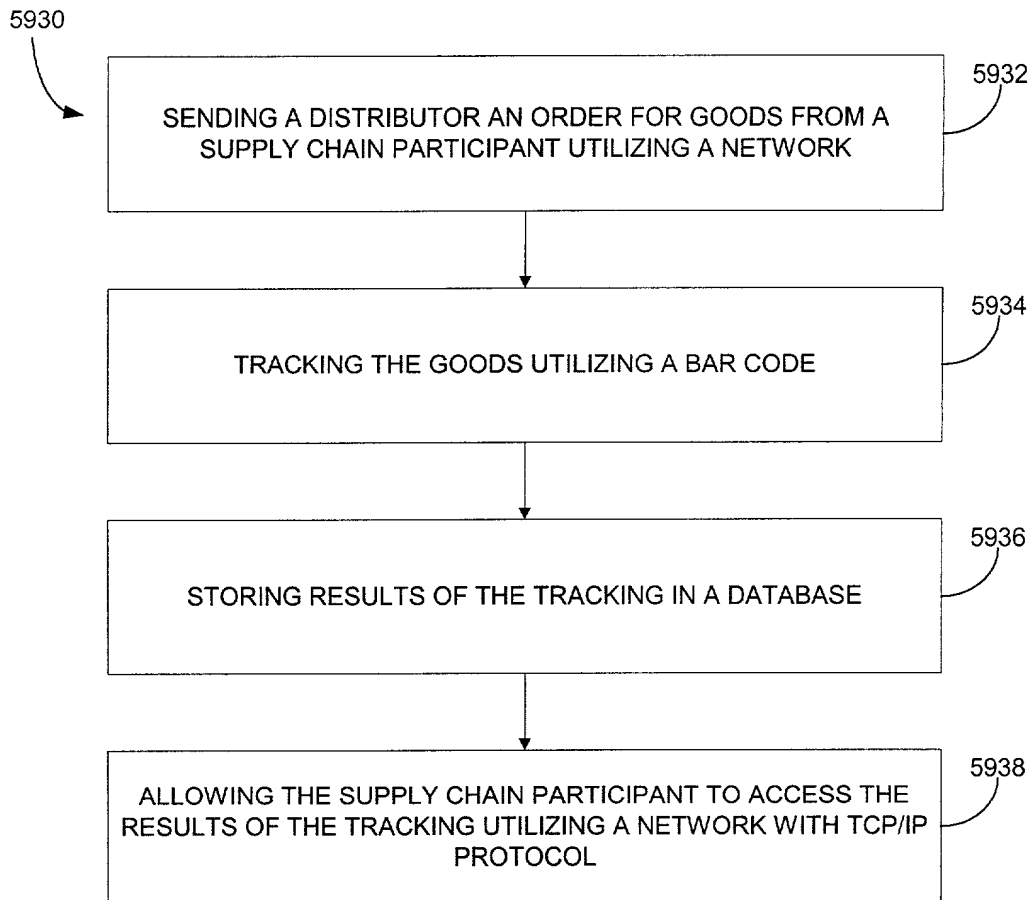 5930
5932
SENDING A DISTRIBUTOR AN ORDER FOR GOODS FROM A
SUPPLY CHAIN PARTICIPANT UTILIZING A NETWORK
5934
TRACKING THE GOODS UTILIZING A BAR CODE
5936
STORING RESULTS OF THE TRACKING IN A DATABASE
5938
ALLOWING THE SUPPLY CHAIN PARTICIPANT TO ACCESS THE
RESULTS OF THE TRACKING UTILIZING A NETWORK WITH TCP/IP
PROTOCOL